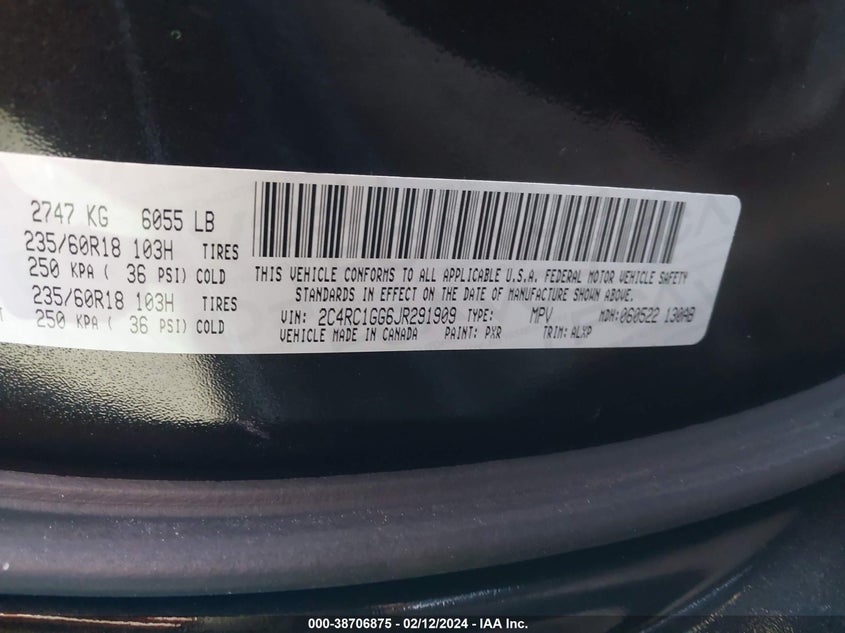 2747 KG 6055 LB
235/60R18 103H TIRES
250 KPA ( 36 PSI) COLD
235/60R18 103H TIRES
250 KPA ( 36 PSI) COLD
THIS VEHICLE CONFORMS TO ALL APPLICABLE U.S.A. FEDERAL MOTOR VEHICLE SAFETY
STANDARDS IN EFFECT ON THE DATE OF MANUFACTURE SHOWN ABOVE.
VIN: 2C4RC1GG6JR291909 TYPE: MPV MDH:060522 130AB
VEHICLE MADE IN CANADA PAINT: PXR TRIM: ALXP
000-38706875 - 02/12/2024 - IAA Inc.